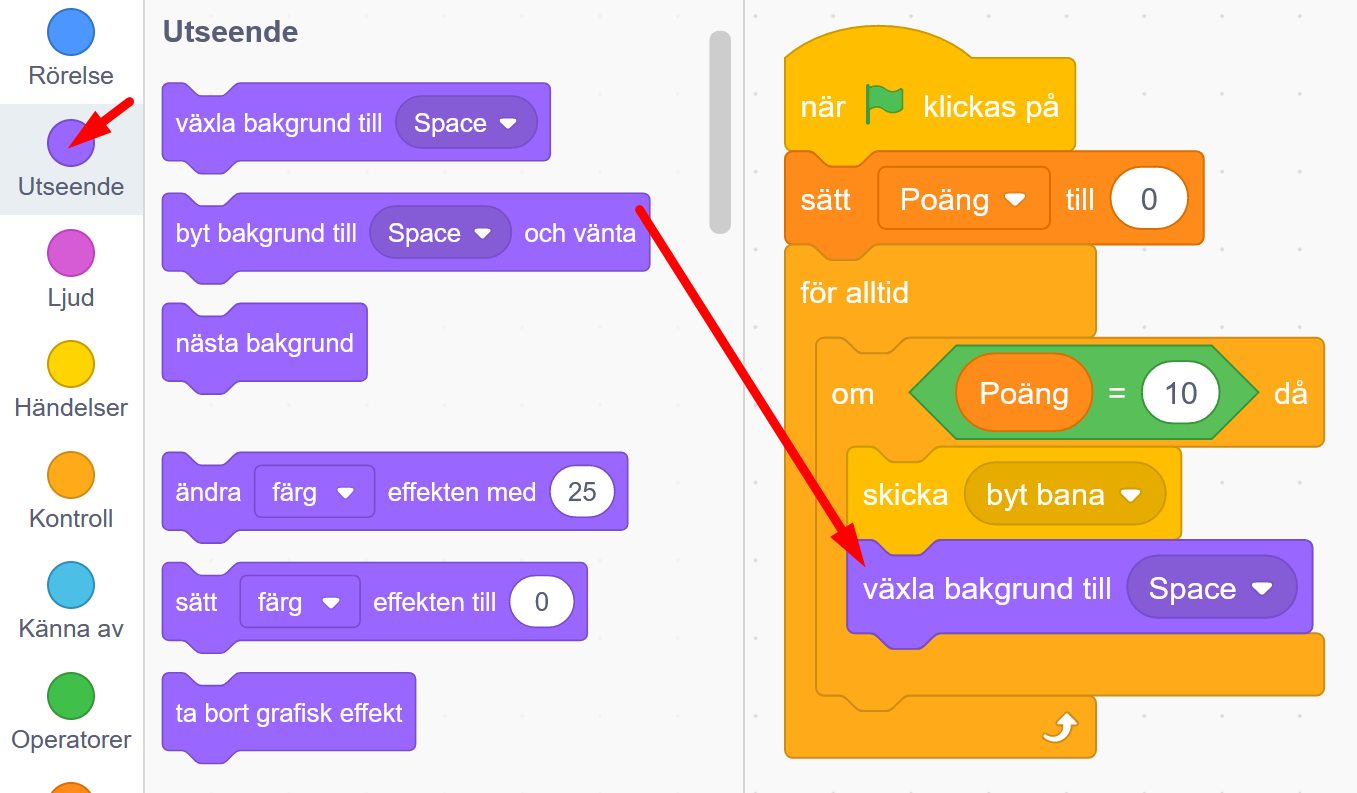 Rörelse
Utseende
Ljud
Händelser
Kontroll
Känna av
Operatorer
Utseende
växla bakgrund till Space
byt bakgrund till Space och vänta
nästa bakgrund
ändra färg effekten med 25
sätt färg effekten till 0
ta bort grafisk effekt
när klickas på
sätt Poäng till 0
för alltid
om Poäng = 10 då
skicka byt bana
växla bakgrund till Space